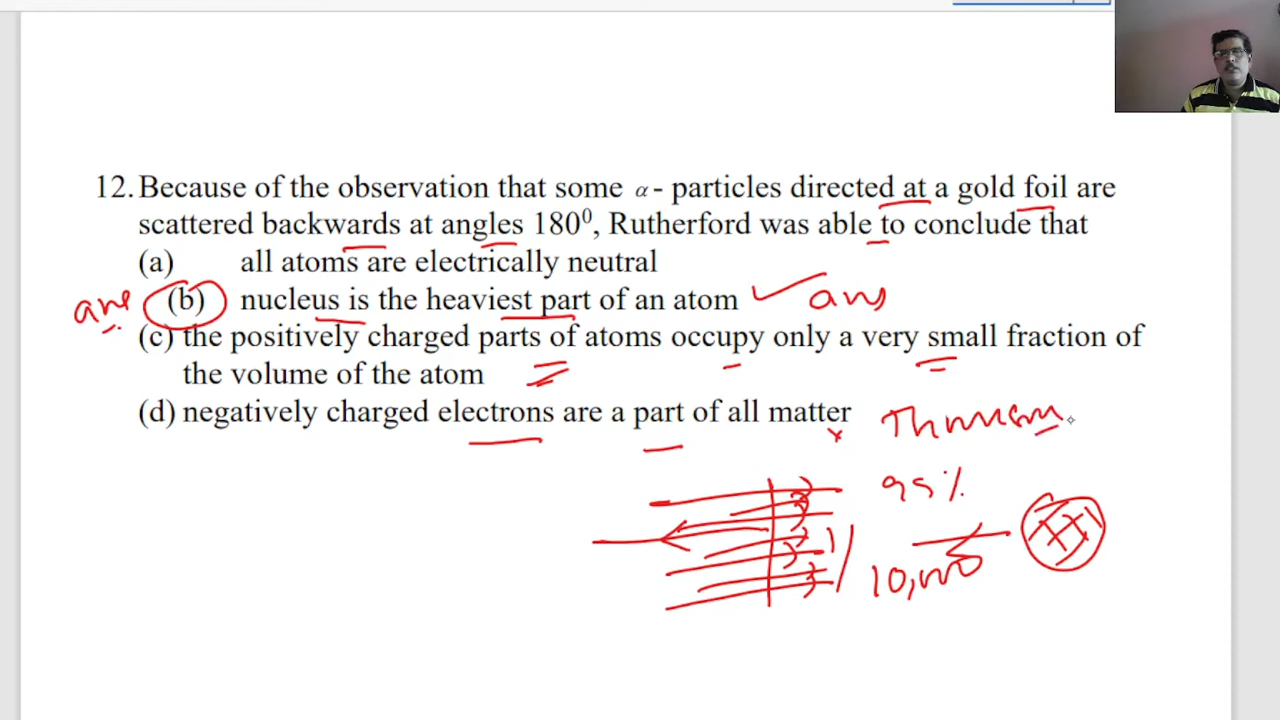 12. Because of the observation that some α - particles directed at a gold foil are
scattered backwards at angles 180⁰, Rutherford was able to conclude that
(a) all atoms are electrically neutral
ans (b) nucleus is the heaviest part of an atom ✓ ans
(c) the positively charged parts of atoms occupy only a very small fraction of
the volume of the atom
(d) negatively charged electrons are a part of all matter
99%
1/
10,000